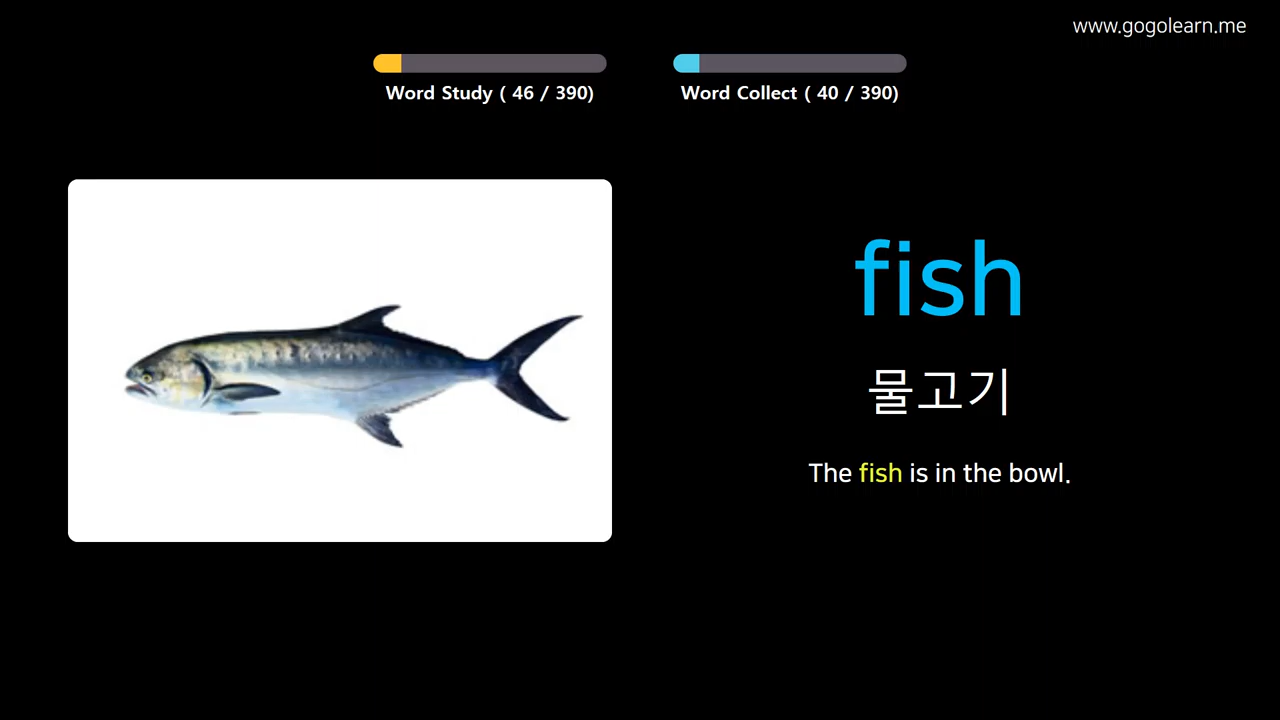 www.gogolearn.me
Word Study ( 46 / 390)
Word Collect ( 40 / 390)
fish
물고기
The fish is in the bowl.